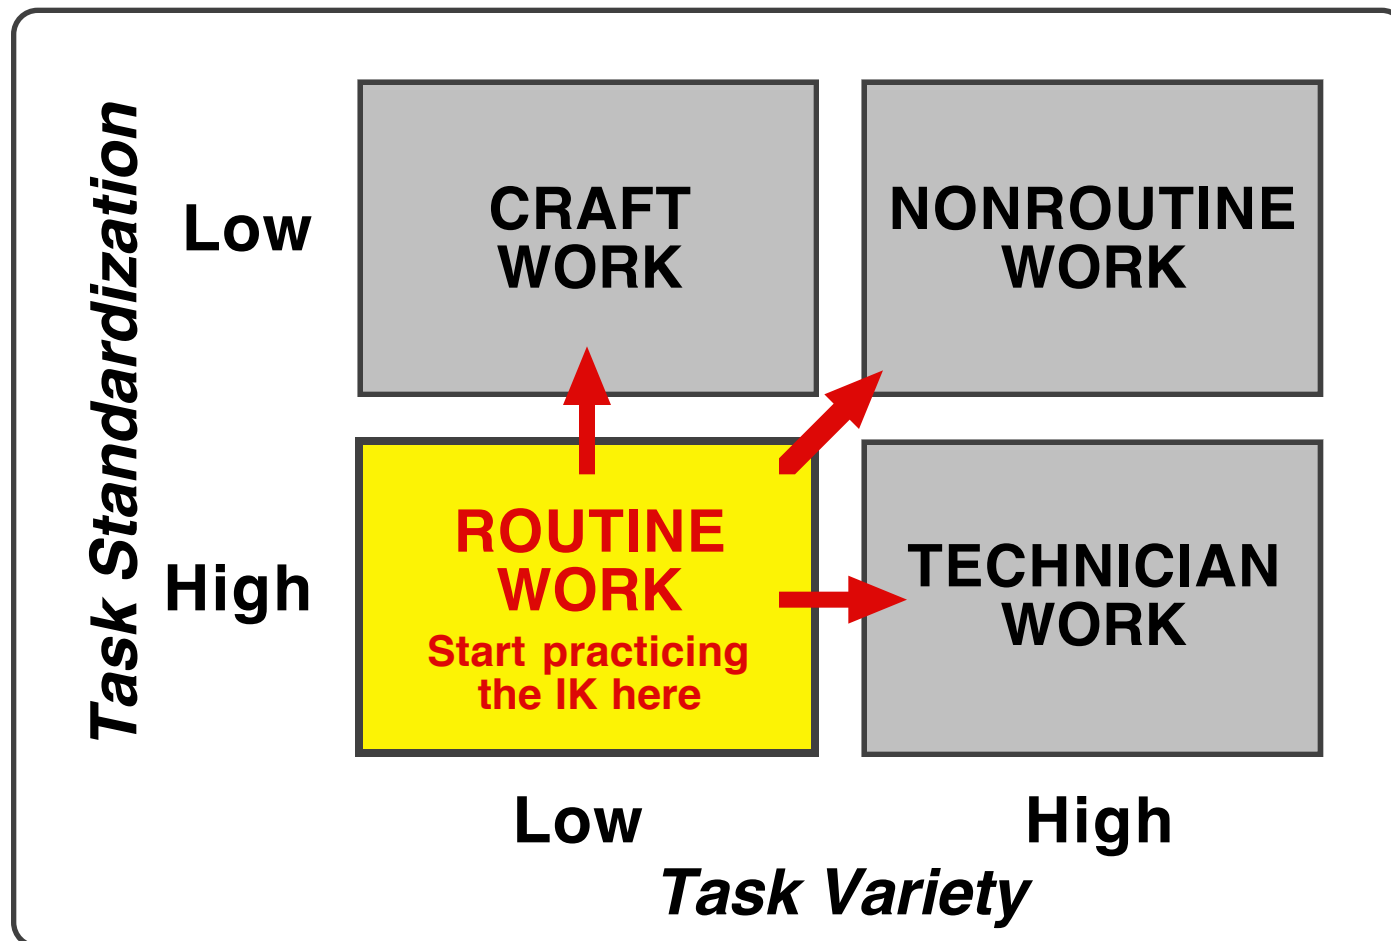 Task Standardization
Low
CRAFT
WORK
NONROUTINE
WORK
High
ROUTINE
WORK
Start practicing
the IK here
TECHNICIAN
WORK
Low
High
Task Variety